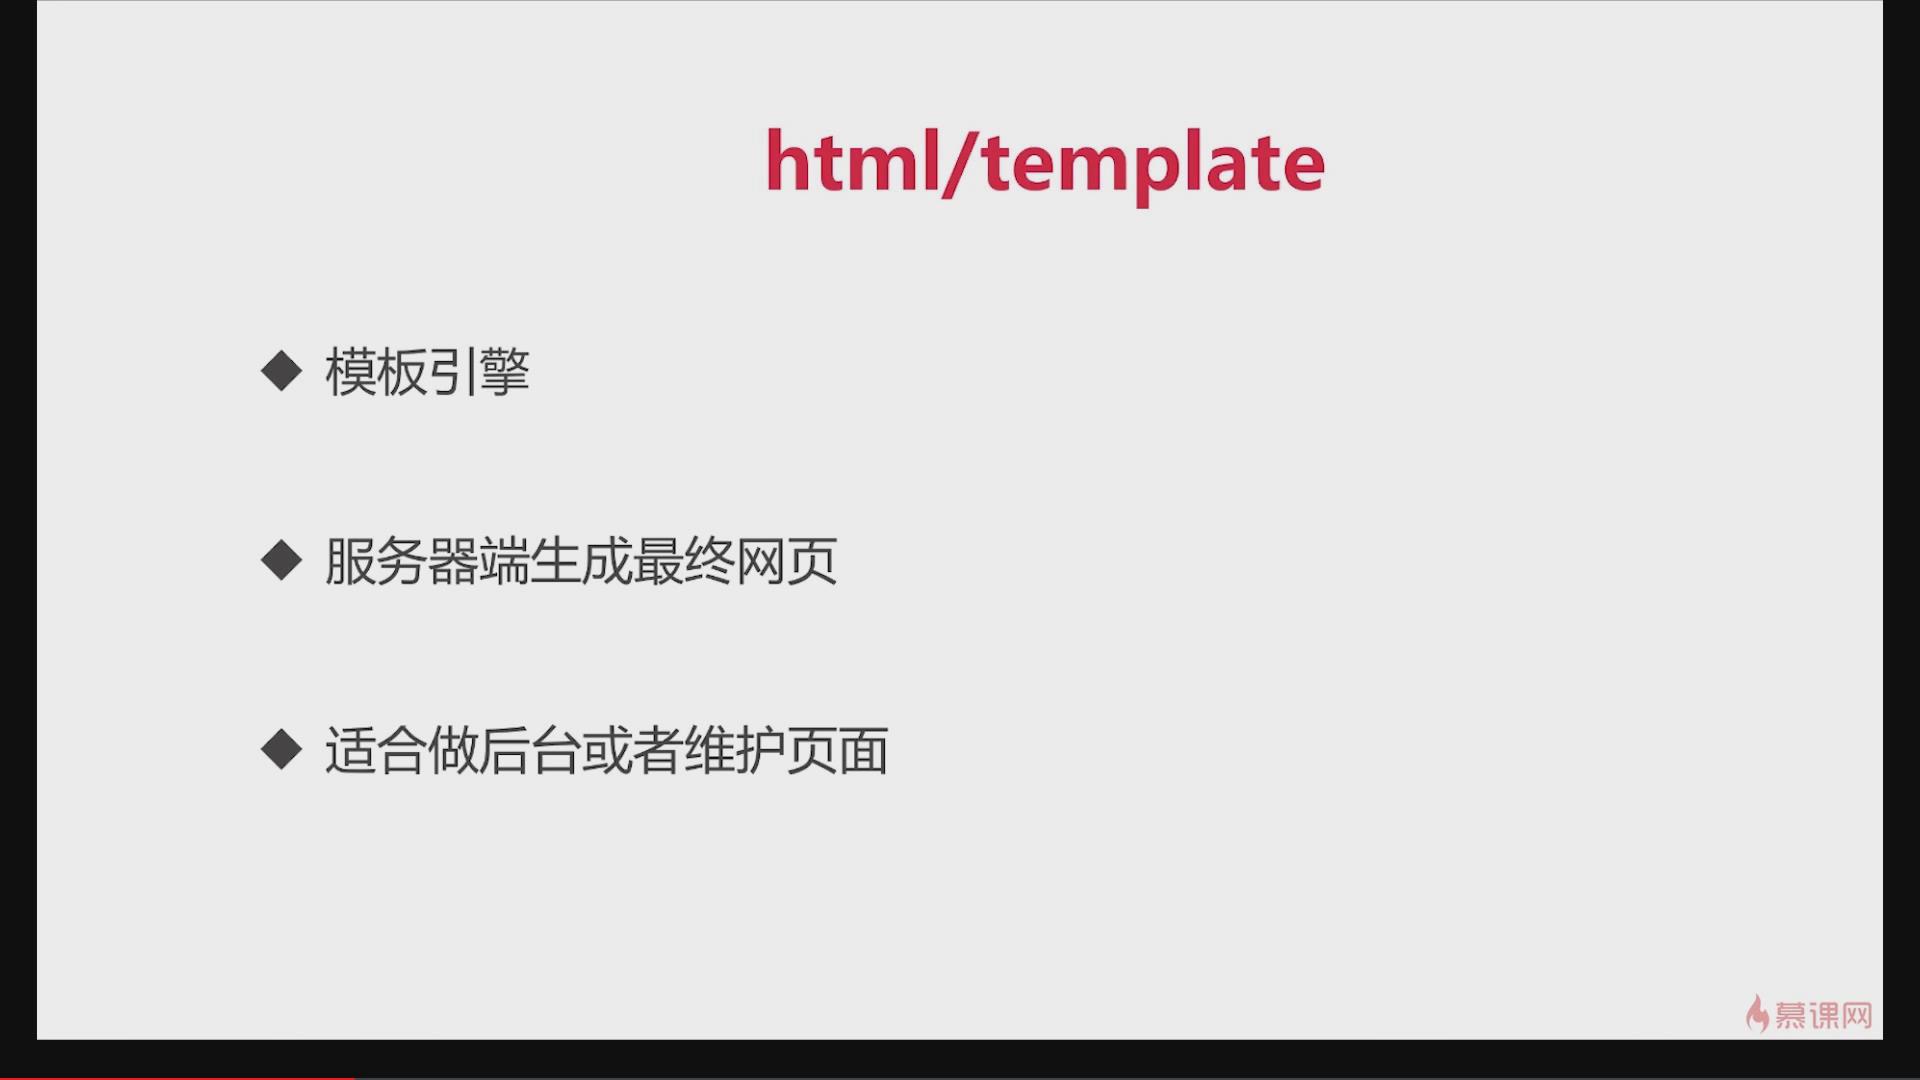 html/template
◆ 模板引擎
◆ 服务器端生成最终网页
◆ 适合做后台或者维护页面
慕课网